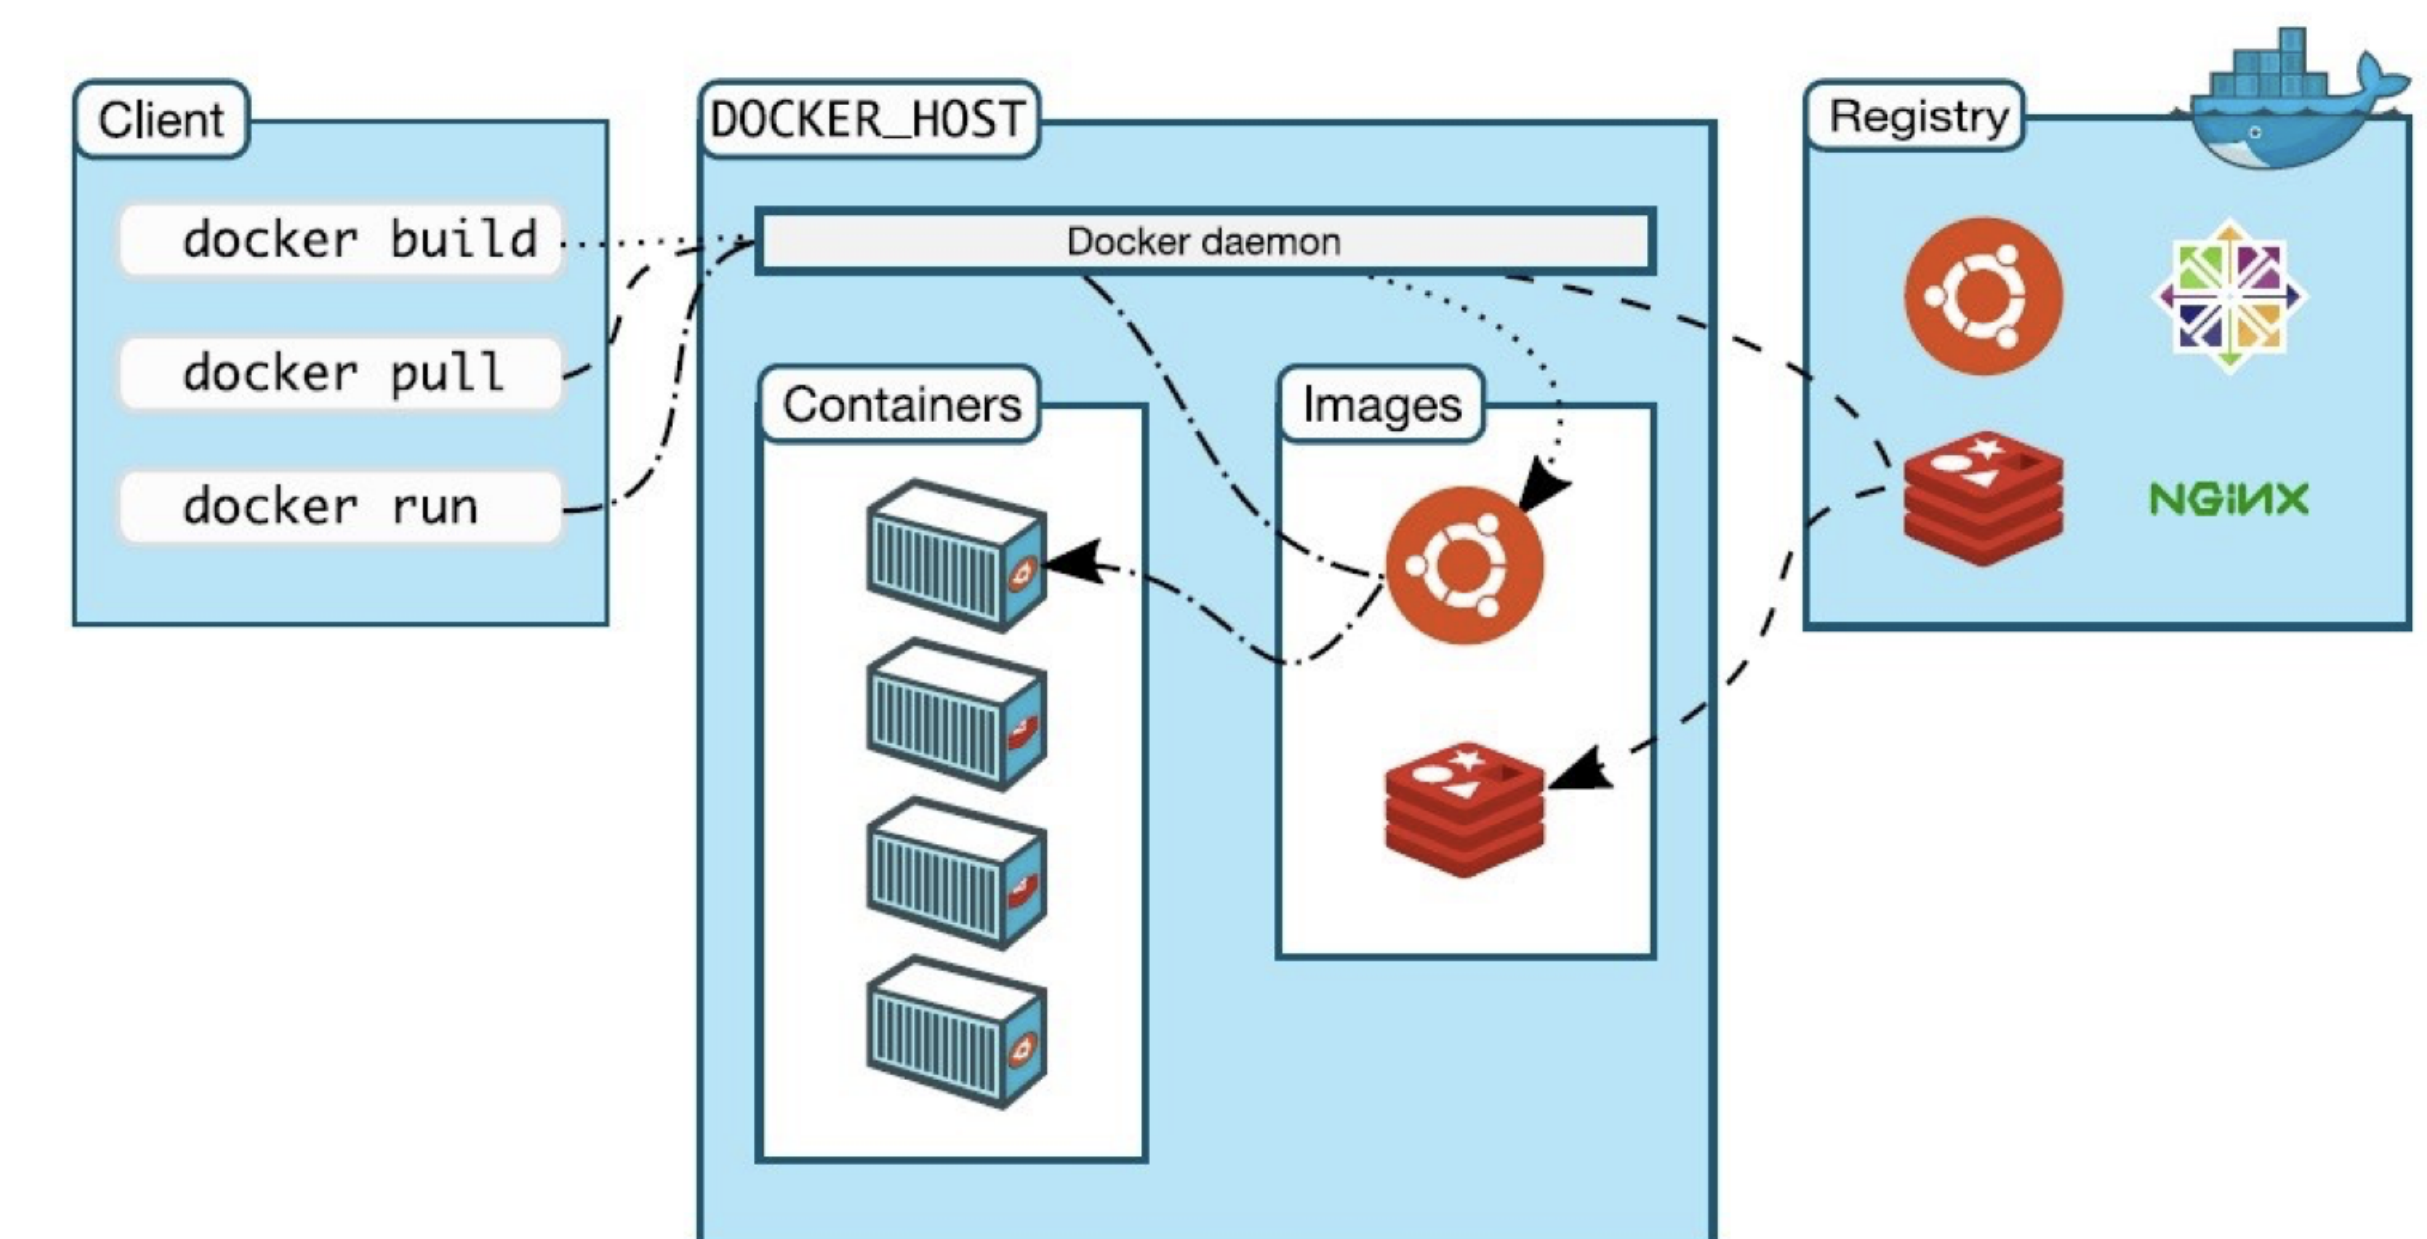 Client
docker build
docker pull
docker run
DOCKER_HOST
Docker daemon
Containers
Images
Registry
NGiNX